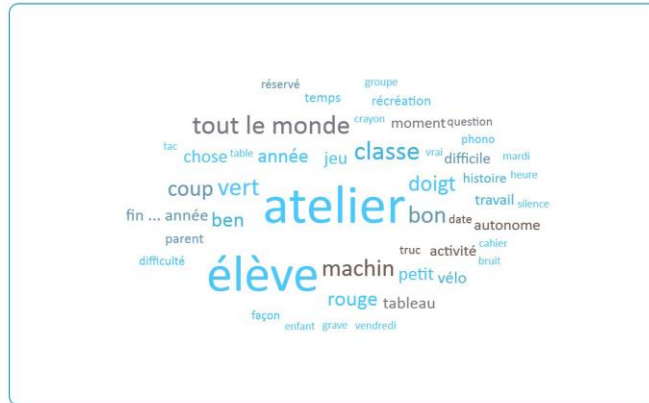 réservé groupe
temps récréation
tout le monde crayon moment question
phono
tac chose table année jeu classe vrai difficile mardi
coup vert doigt histoire heure
travail silence
fin ... année ben atelier bon date autonome
parent
difficulté élève machin truc activité cahier
petit vélo bruit
rouge tableau
façon
enfant grave vendredi